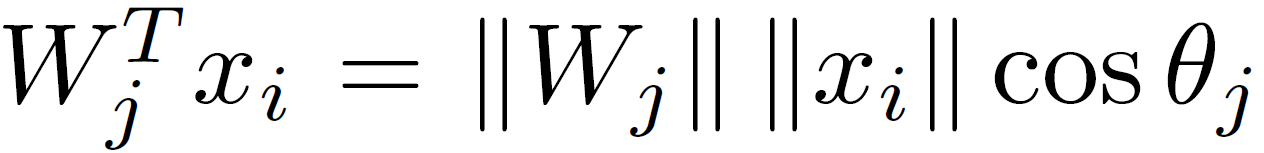 W_j^T x_i = ‖W_j‖ ‖x_i‖ cos θ_j